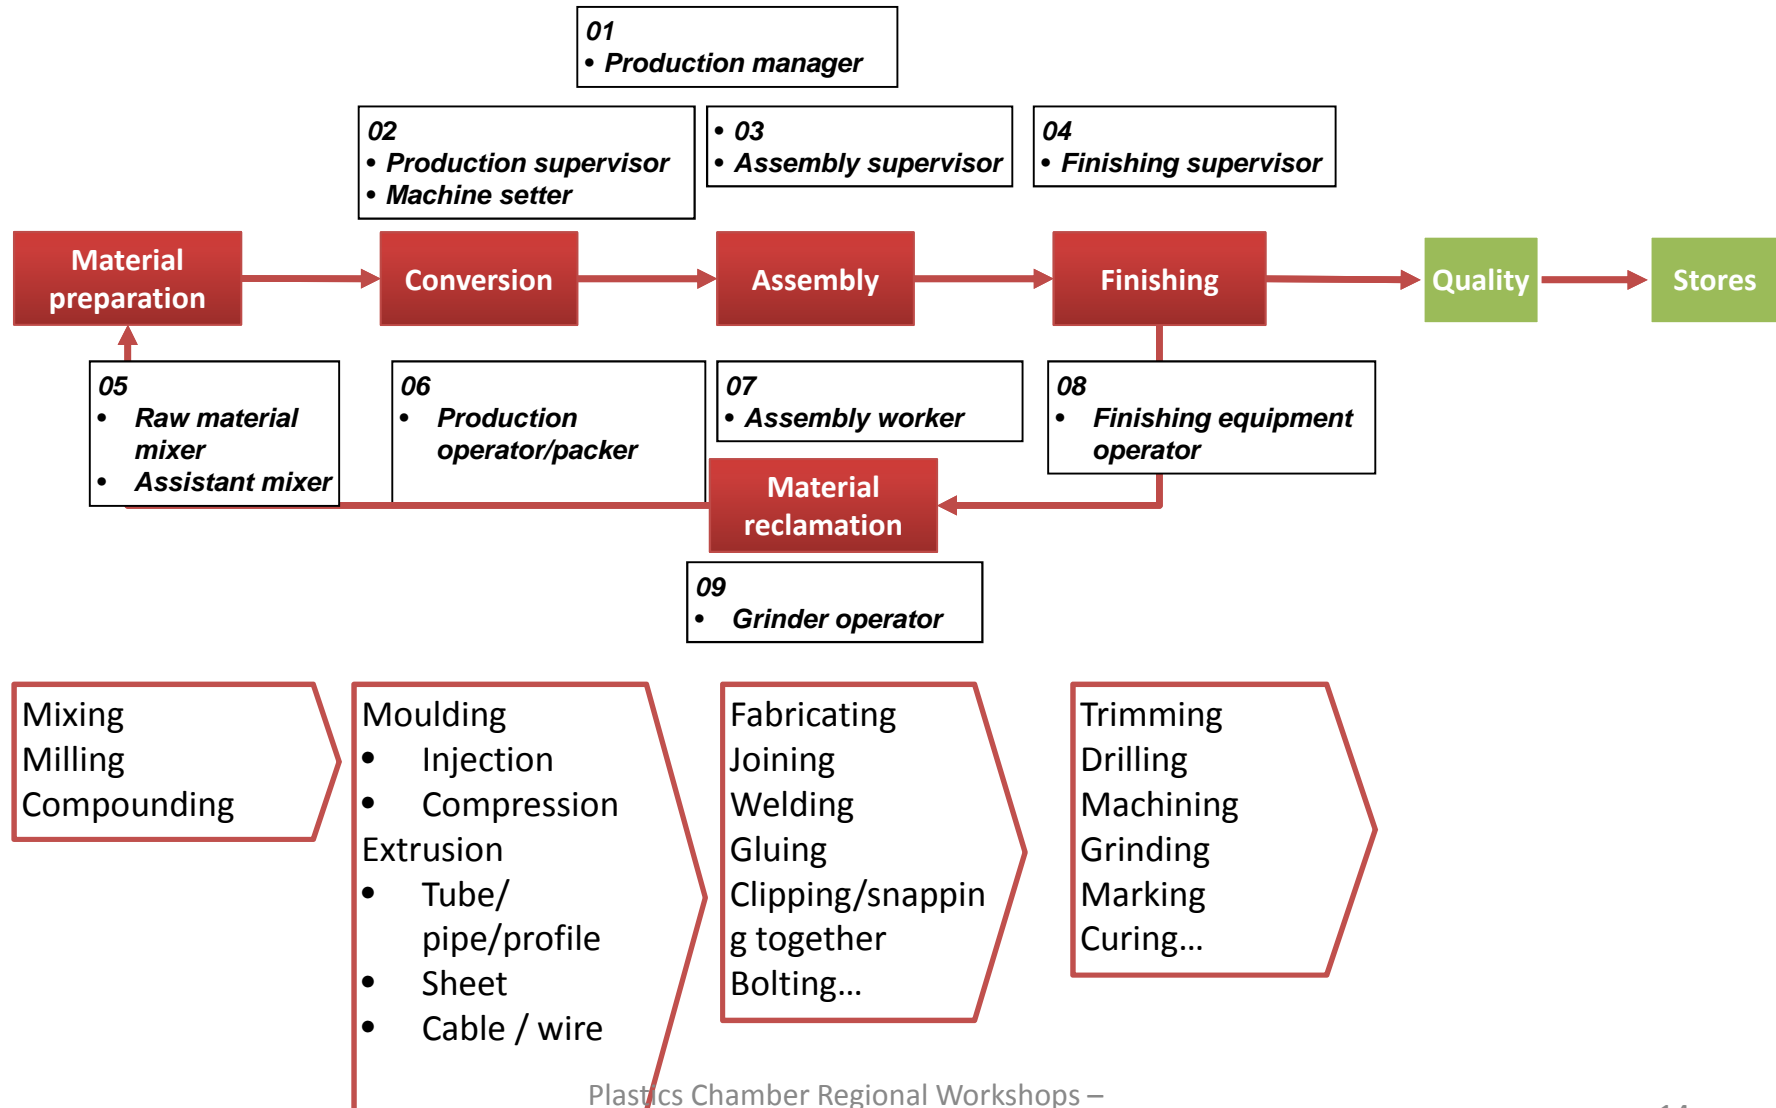 01
• Production manager
02
• Production supervisor
• Machine setter
• 03
• Assembly supervisor
04
• Finishing supervisor
Material
preparation
Conversion
Assembly
Finishing
Quality
Stores
05
• Raw material
mixer
• Assistant mixer
06
• Production
operator/packer
07
• Assembly worker
08
• Finishing equipment
operator
Material
reclamation
09
• Grinder operator
Mixing
Milling
Compounding
Moulding
• Injection
• Compression
Extrusion
• Tube/
pipe/profile
• Sheet
• Cable / wire
Fabricating
Joining
Welding
Gluing
Clipping/snappin
g together
Bolting…
Trimming
Drilling
Machining
Grinding
Marking
Curing…
Plastics Chamber Regional Workshops –